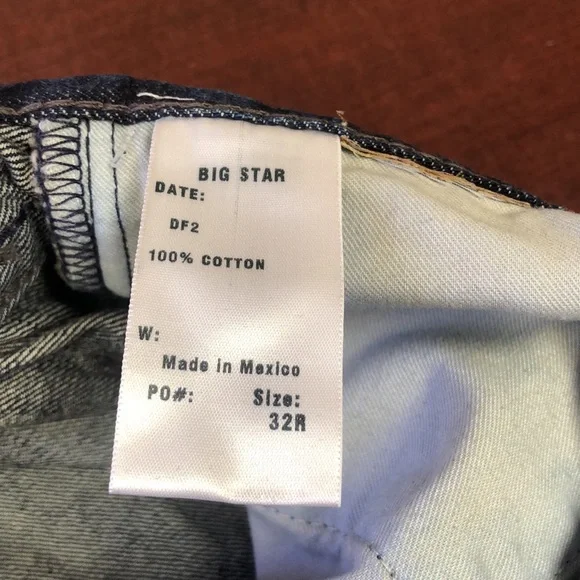 BIG STAR
DATE:
DF2
100% COTTON
W:
Made in Mexico
PO#: Size:
32R